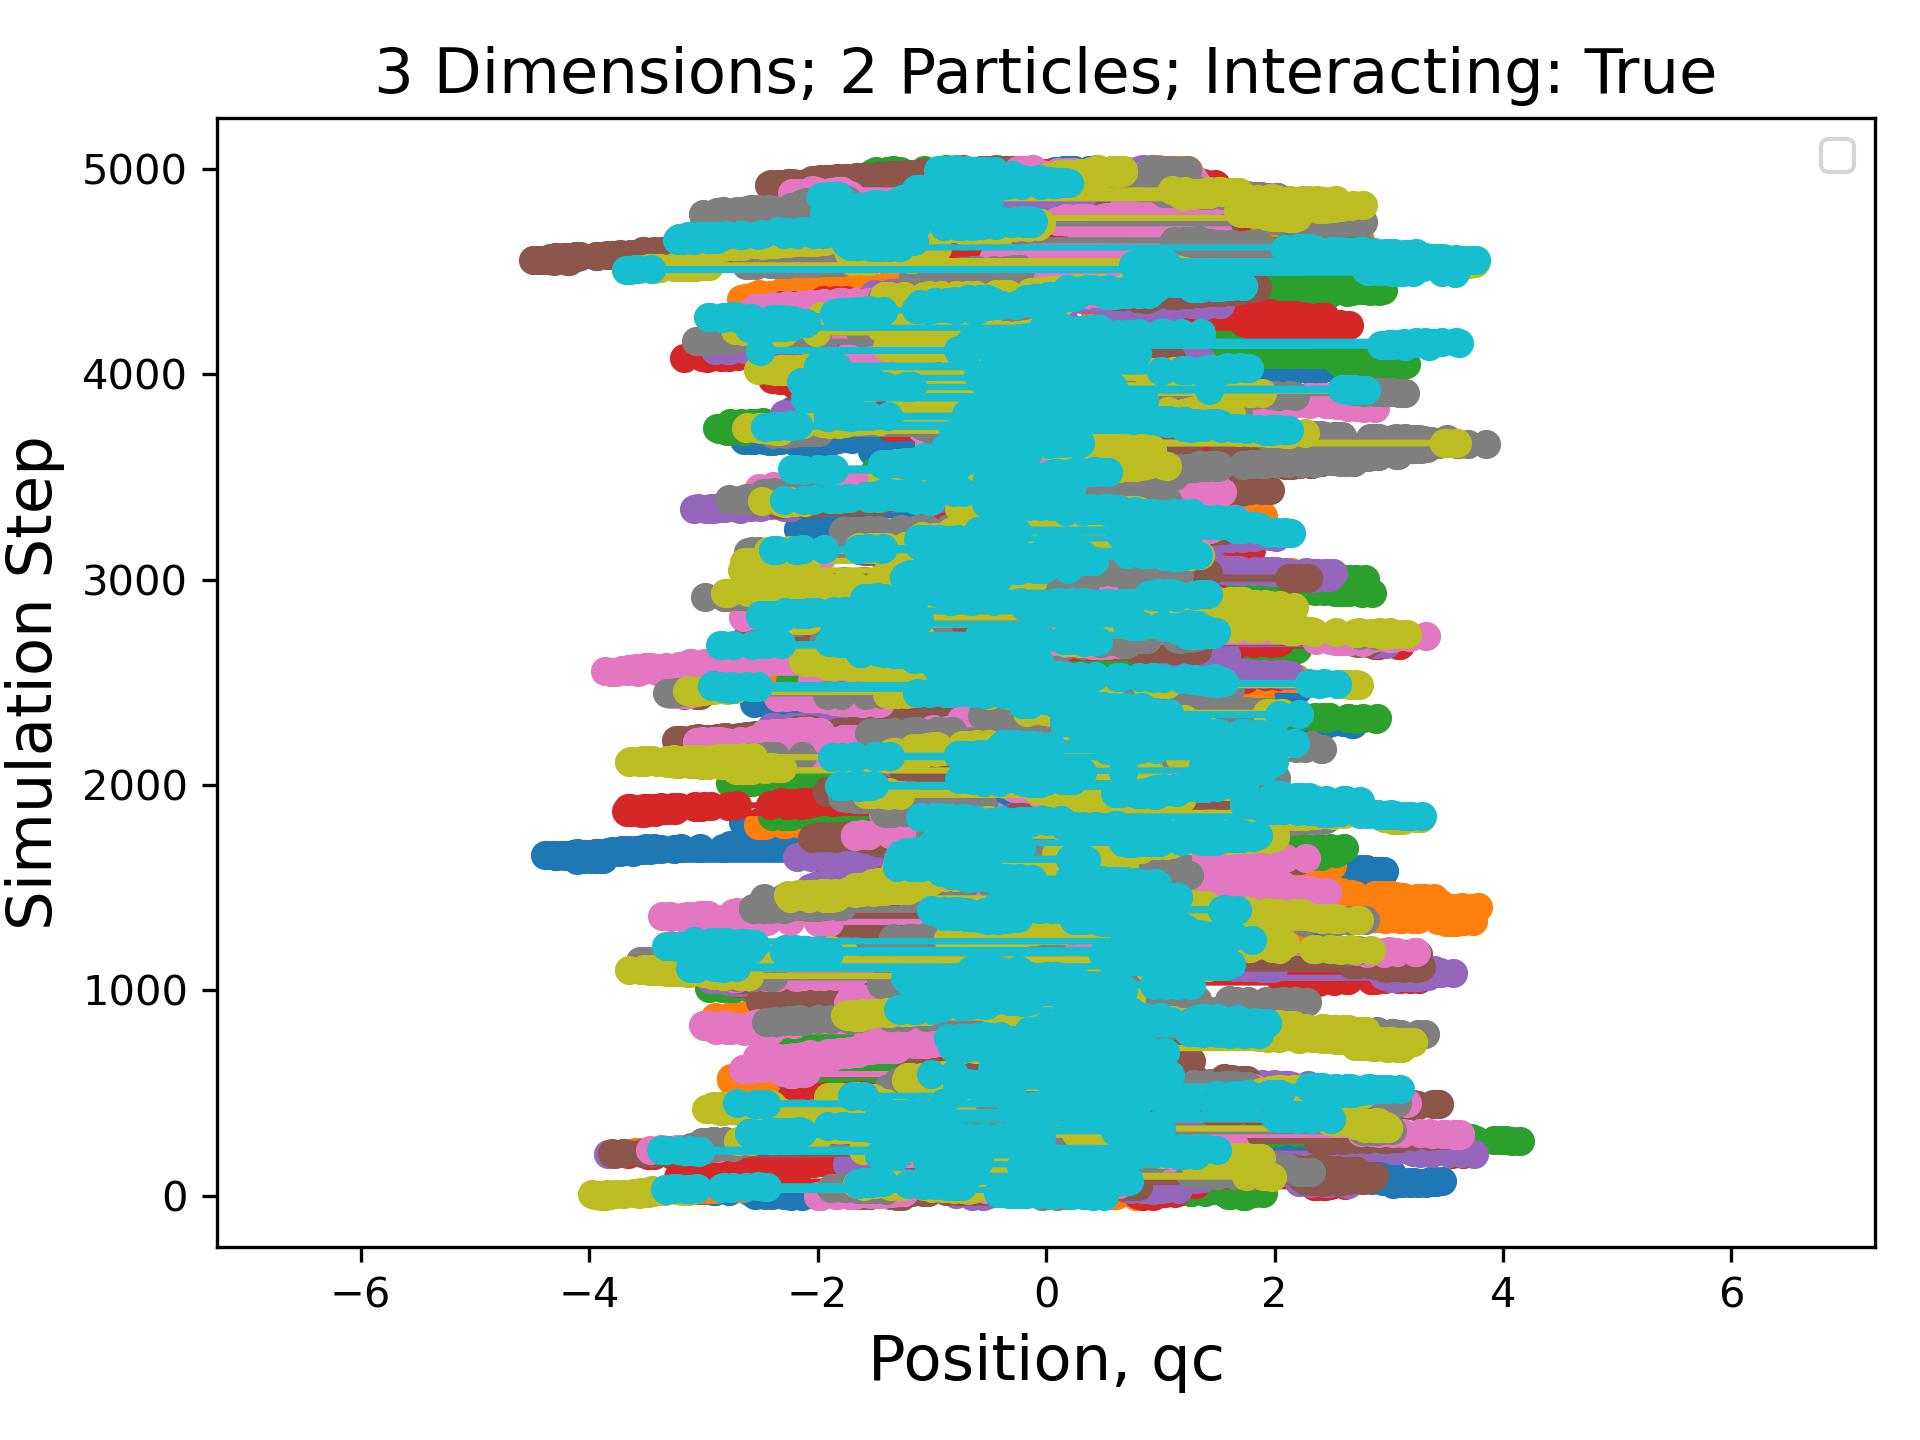 3 Dimensions; 2 Particles; Interacting: True
Simulation Step
5000
4000
3000
2000
1000
0
−6 −4 −2 0 2 4 6
Position, qc